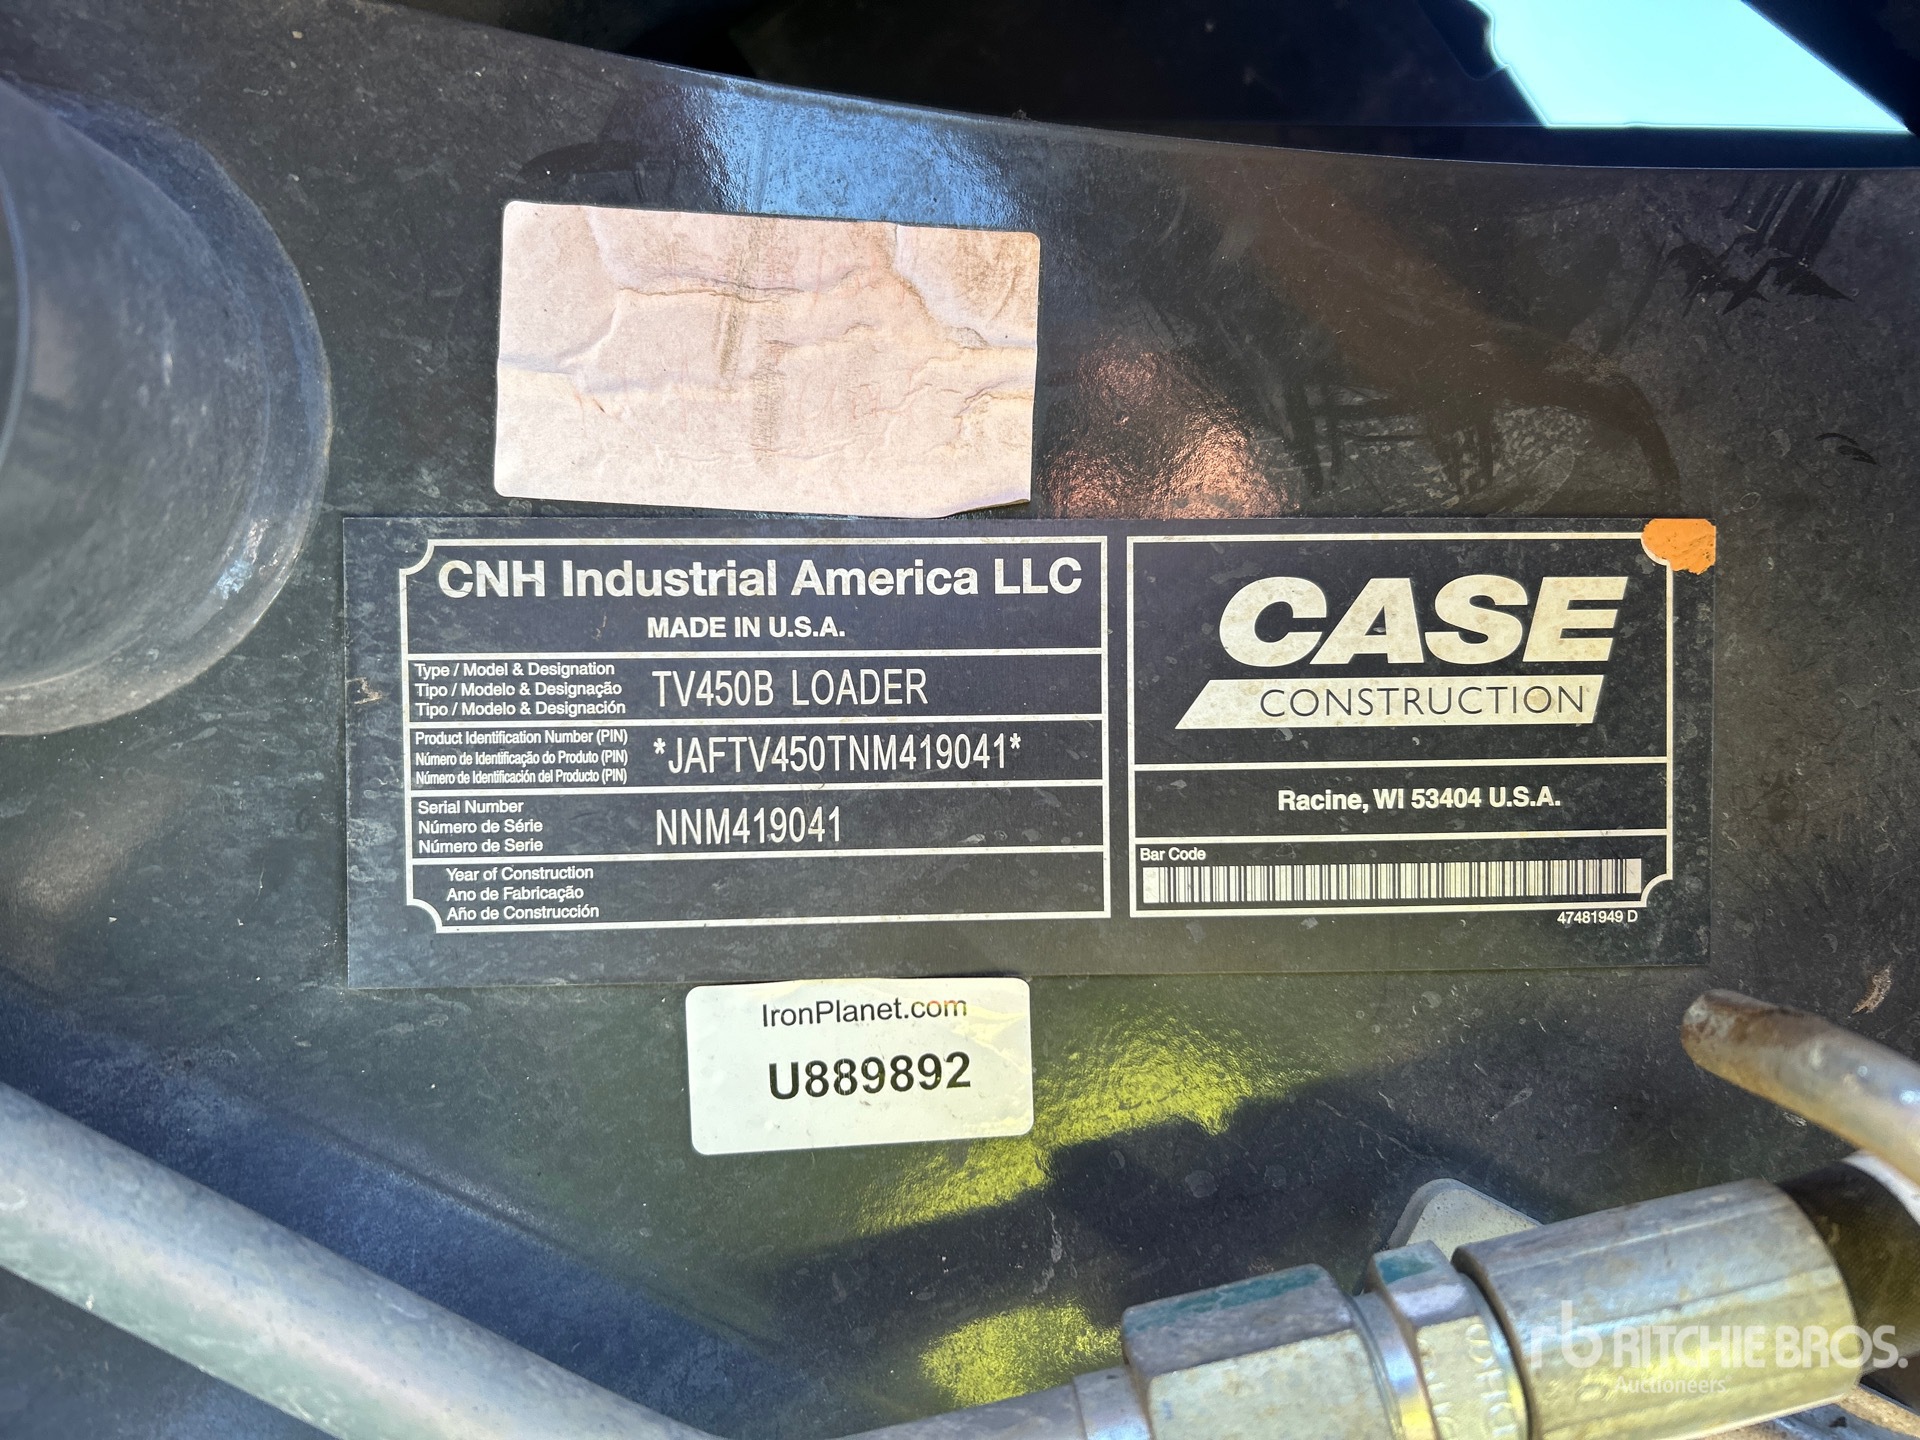 CNH Industrial America LLC
MADE IN U.S.A.
Type / Model & Designation
Tipo / Modelo & Designação
Tipo / Modelo & Designación
TV450B LOADER
Product Identification Number (PIN)
Número de Identificação do Produto (PIN)
Número de Identificación del Producto (PIN)
*JAFTV450TNM419041*
Serial Number
Número de Série
Número de Serie
NNM419041
Year of Construction
Ano de Fabricação
Año de Construcción
CASE
CONSTRUCTION
Racine, WI 53404 U.S.A.
Bar Code
47481949 D
IronPlanet.com
U889892
rb RITCHIE BROS.
Auctioneers